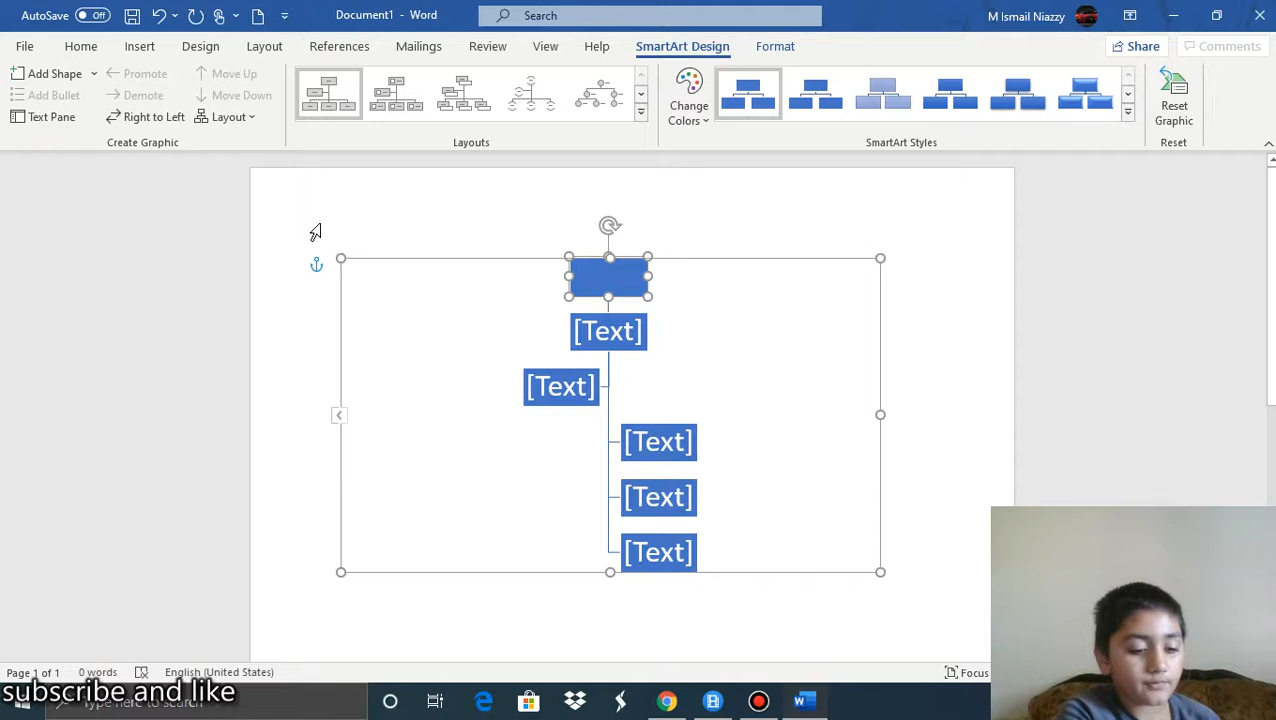 AutoSave Off Document1 - Word Search M Ismail Niazzy
File Home Insert Design Layout References Mailings Review View Help SmartArt Design Format Share Comments
Add Shape Promote Move Up
Add Bullet Demote Move Down
Text Pane Right to Left Layout
Change
Colors
Reset
Graphic
Create Graphic Layouts SmartArt Styles Reset
[Text]
[Text]
[Text]
[Text]
[Text]
Page 1 of 1 0 words English (United States) Focus
subscribe and like
Type here to search